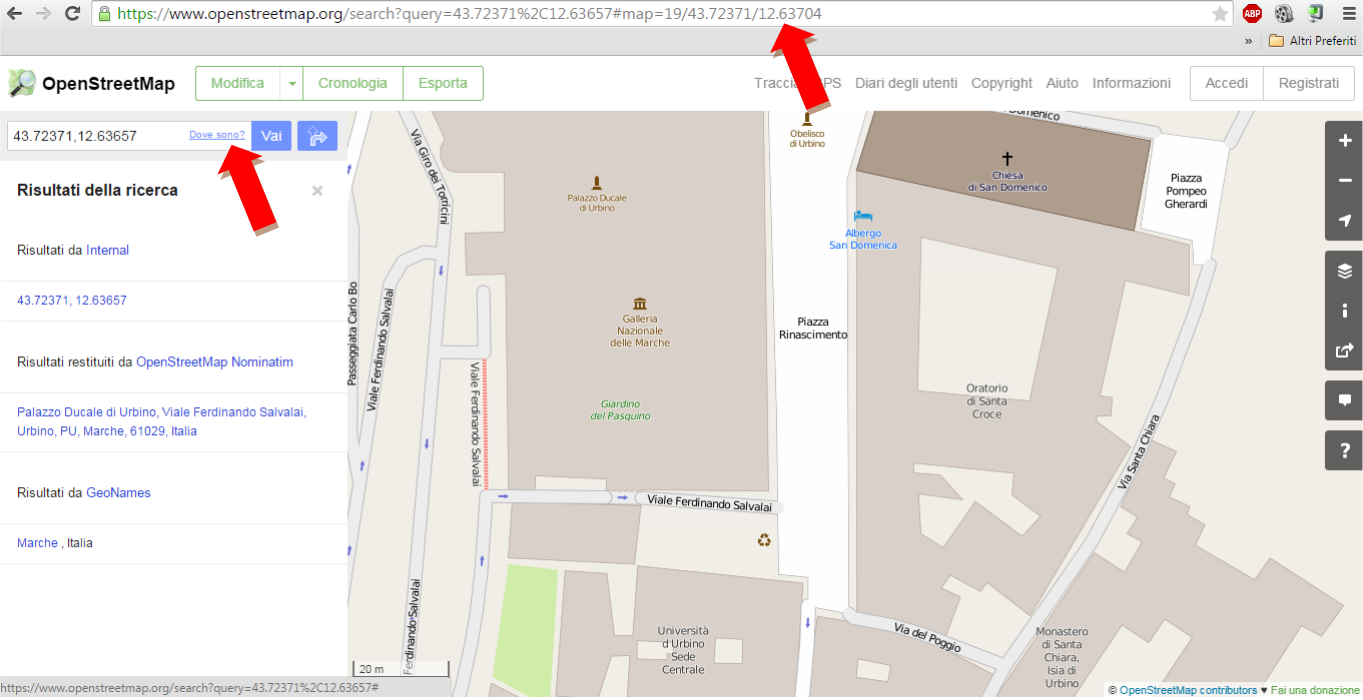 https://www.openstreetmap.org/search?query=43.72371%2C12.63657#map=19/43.72371/12.63704
ABP
» Altri Preferiti
OpenStreetMap Modifica Cronologia Esporta
PS Diari degli utenti Copyright Aiuto Informazioni Accedi Registrati
43.72371,12.63657 Dove sono? Vai
Risultati della ricerca ×
Risultati da Internal
43.72371, 12.63657
Risultati restituiti da OpenStreetMap Nominatim
Palazzo Ducale di Urbino, Viale Ferdinando Salvalai,
Urbino, PU, Marche, 61029, Italia
Risultati da GeoNames
Marche , Italia
Via Giro dei Torricini
Passeggiata Carlo Bo
Viale Ferdinando Salvalai
Viale Ferdinando Salvalai
Ferdinando Salvalai
Palazzo Ducale
di Urbino
Galleria
Nazionale
delle Marche
Giardino
del Pasquino
Viale Ferdinando Salvalai
Università
d Urbino
Sede
Centrale
Obelisco
di Urbino
Chiesa
di San Domenico
Piazza
Pompeo
Gherardi
Albergo
San Domenica
Piazza
Rinascimento
Oratorio
di Santa
Croce
Via Santa Chiara
Via del Poggio
Monastero
di Santa
Chiara,
Isia di
Urbino
+
−
i
?
20 m
https://www.openstreetmap.org/search?query=43.72371%2C12.63657#
© OpenStreetMap contributors ♥ Fai una donazione